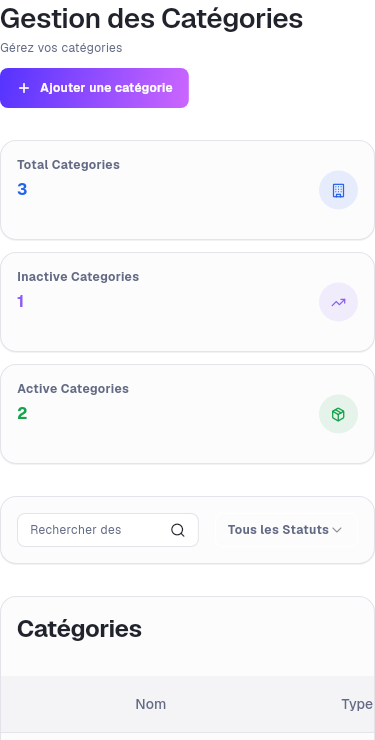 Gestion des Catégories
Gérez vos catégories
Ajouter une catégorie
Total Categories
3
Inactive Categories
1
Active Categories
2
Rechercher des
Tous les Statuts
Catégories
Nom Type